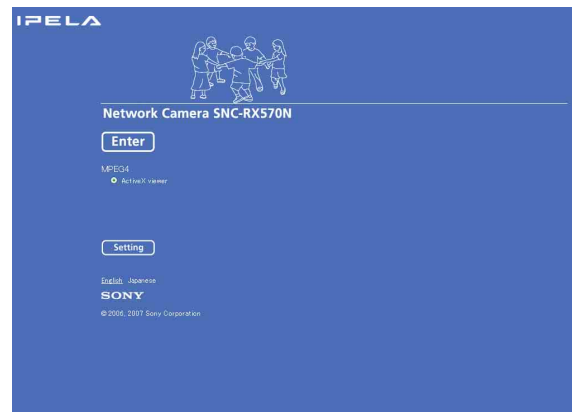 IPELA
Network Camera SNC-RX570N
Enter
MPEG4
ActiveX viewer
Setting
English Japanese
SONY
© 2006, 2007 Sony Corporation